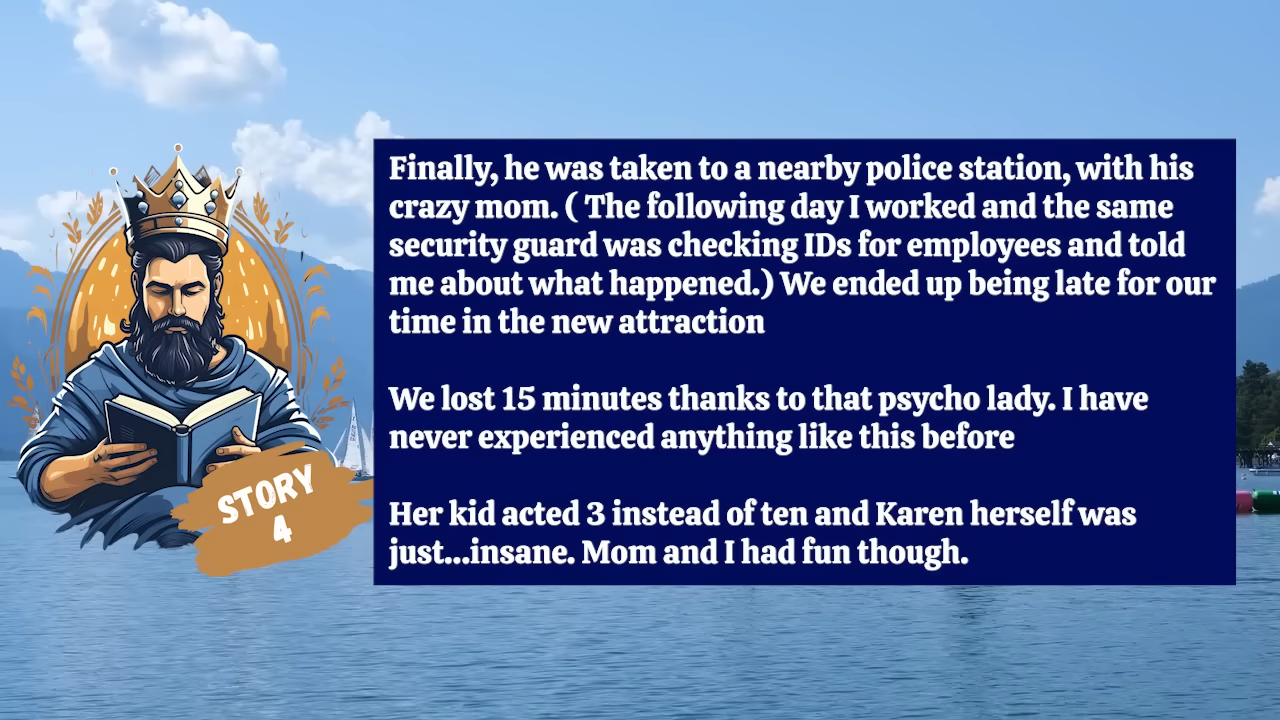 Finally, he was taken to a nearby police station, with his
crazy mom. ( The following day I worked and the same
security guard was checking IDs for employees and told
me about what happened.) We ended up being late for our
time in the new attraction
We lost 15 minutes thanks to that psycho lady. I have
never experienced anything like this before
Her kid acted 3 instead of ten and Karen herself was
just...insane. Mom and I had fun though.
STORY
4